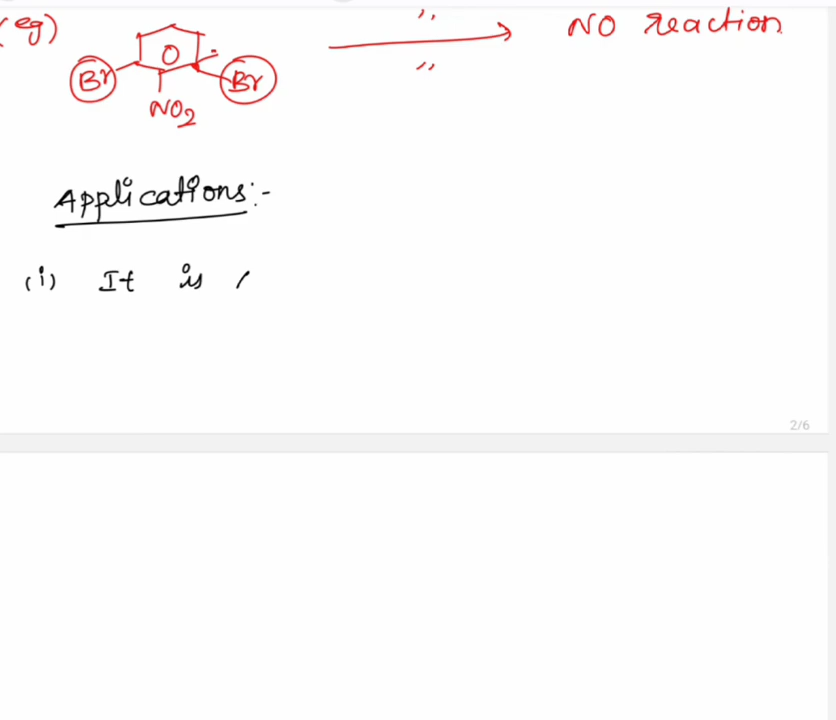 (eg)
,, NO reaction
,,
Br Br
NO2
Applications:-
(i) It is
2/6